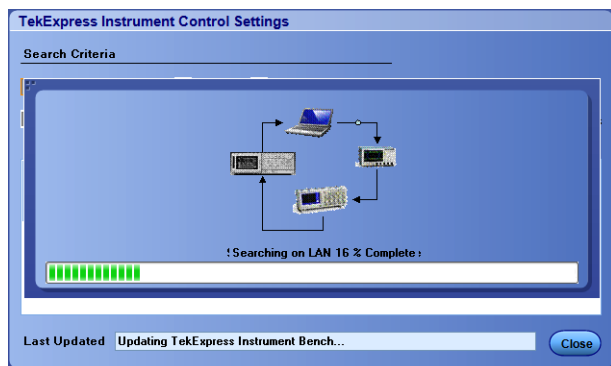 TekExpress Instrument Control Settings
Search Criteria
Searching on LAN 16 % Complete
Last Updated
Updating TekExpress Instrument Bench...
Close